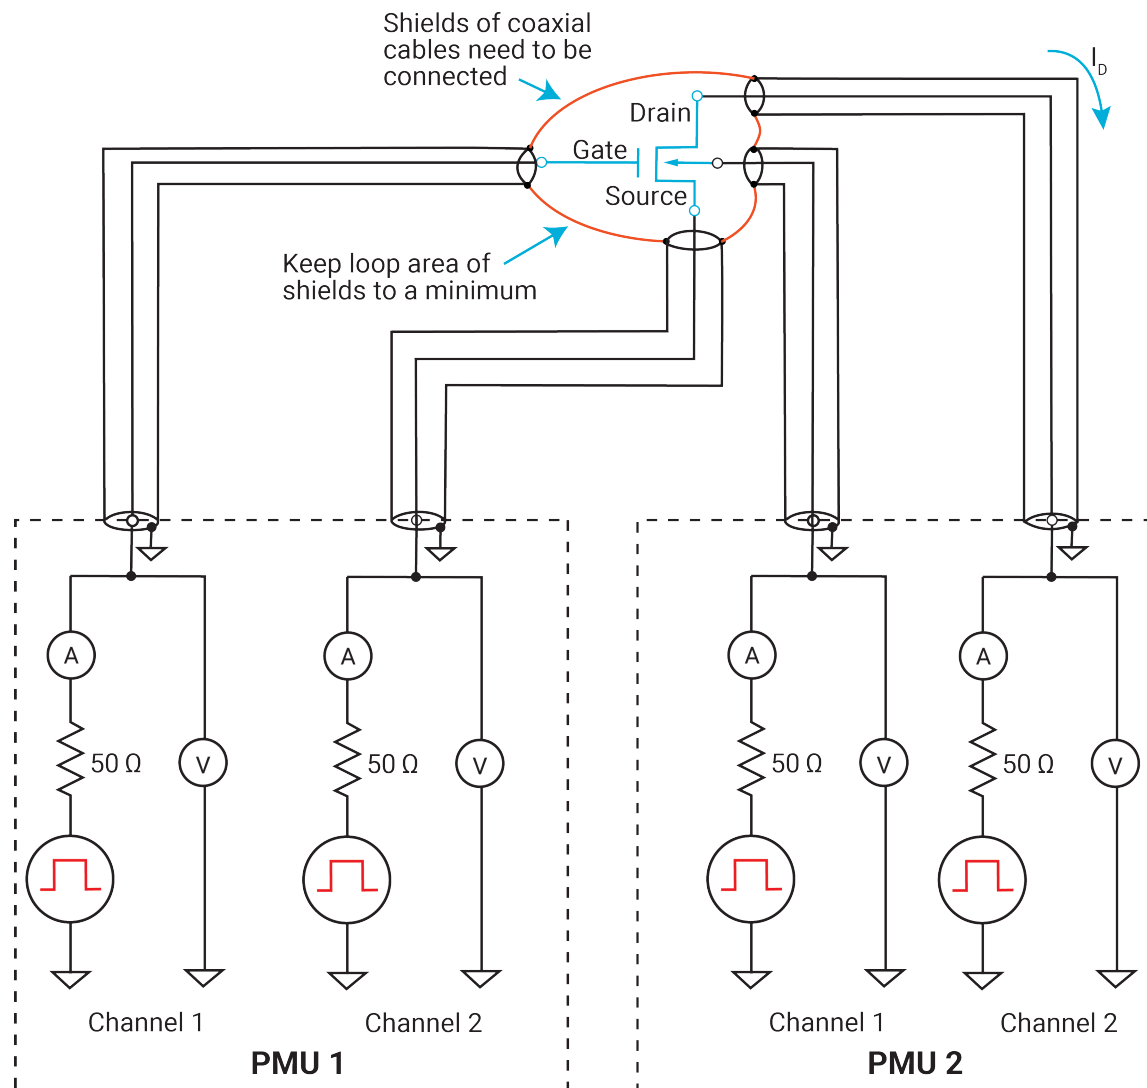 Shields of coaxial
cables need to be
connected
I_D
Drain
Gate
Source
Keep loop area of
shields to a minimum
A
50 Ω
V
A
50 Ω
V
A
50 Ω
V
A
50 Ω
V
Channel 1
Channel 2
Channel 1
Channel 2
PMU 1
PMU 2